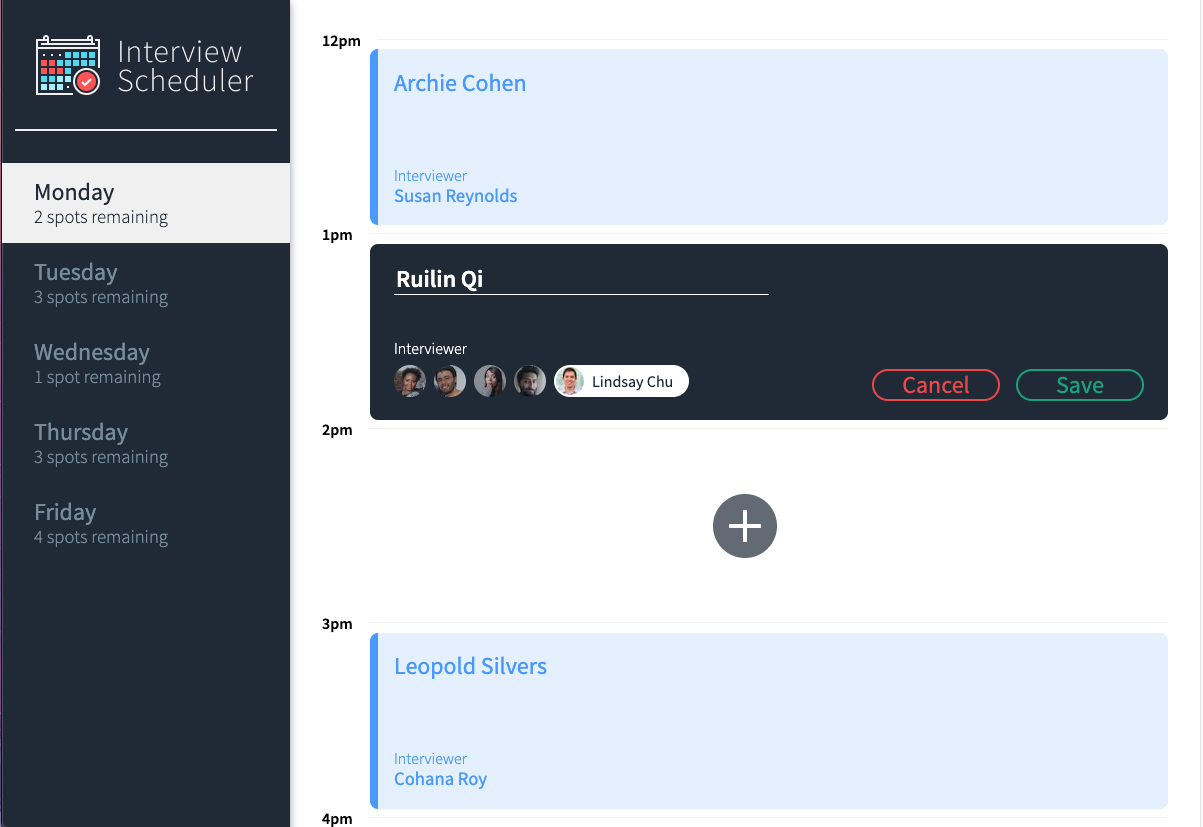 Interview
Scheduler
Monday
2 spots remaining
Tuesday
3 spots remaining
Wednesday
1 spot remaining
Thursday
3 spots remaining
Friday
4 spots remaining
12pm
Archie Cohen
Interviewer
Susan Reynolds
1pm
Ruilin Qi
Interviewer
Lindsay Chu
Cancel
Save
2pm
3pm
Leopold Silvers
Interviewer
Cohana Roy
4pm